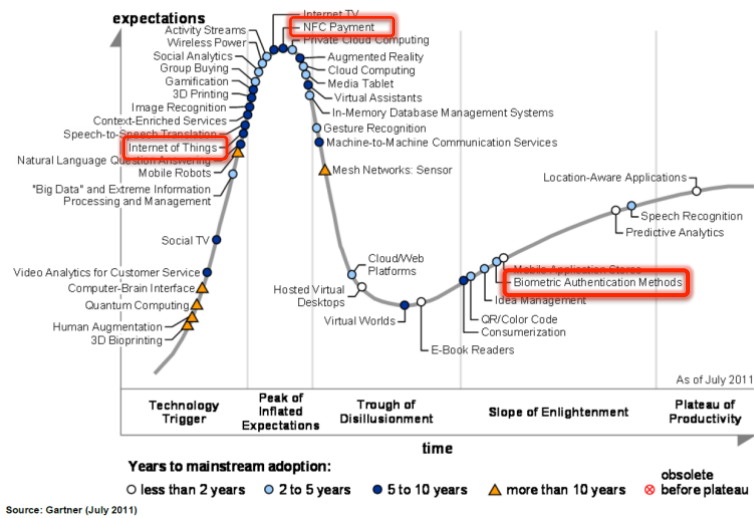 expectations
Internet TV
NFC Payment
Private Cloud Computing
Activity Streams
Wireless Power
Social Analytics
Group Buying
Gamification
3D Printing
Image Recognition
Context-Enriched Services
Speech-to-Speech Translation
Internet of Things
Natural Language Question Answering
Mobile Robots
"Big Data" and Extreme Information
Processing and Management
Social TV
Video Analytics for Customer Service
Computer-Brain Interface
Quantum Computing
Human Augmentation
3D Bioprinting
Augmented Reality
Cloud Computing
Media Tablet
Virtual Assistants
In-Memory Database Management Systems
Gesture Recognition
Machine-to-Machine Communication Services
Mesh Networks: Sensor
Cloud/Web
Platforms
Hosted Virtual
Desktops
Virtual Worlds
E-Book Readers
Consumerization
QR/Color Code
Idea Management
Biometric Authentication Methods
Mobile Application Stores
Predictive Analytics
Speech Recognition
Location-Aware Applications
As of July 2011
Technology
Trigger
Peak of
Inflated
Expectations
Trough of
Disillusionment
Slope of Enlightenment
Plateau of
Productivity
time
Years to mainstream adoption:
less than 2 years
2 to 5 years
5 to 10 years
more than 10 years
obsolete
before plateau
Source: Gartner (July 2011)